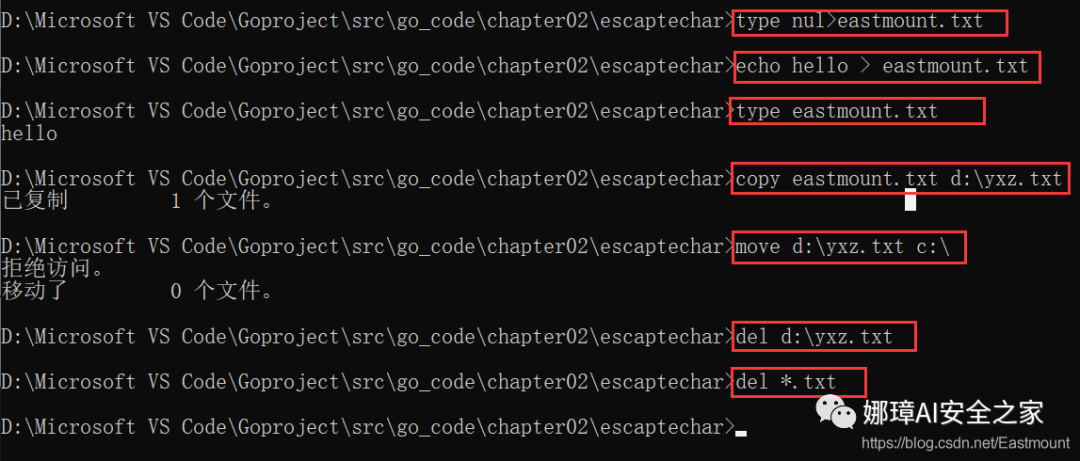 D:\Microsoft VS Code\Goproject\src\go_code\chapter02\escaptechar>type nul>eastmount.txt
D:\Microsoft VS Code\Goproject\src\go_code\chapter02\escaptechar>echo hello > eastmount.txt
D:\Microsoft VS Code\Goproject\src\go_code\chapter02\escaptechar>type eastmount.txt
hello
D:\Microsoft VS Code\Goproject\src\go_code\chapter02\escaptechar>copy eastmount.txt d:\yxz.txt
已复制         1 个文件。
D:\Microsoft VS Code\Goproject\src\go_code\chapter02\escaptechar>move d:\yxz.txt c:\
拒绝访问。
移动了         0 个文件。
D:\Microsoft VS Code\Goproject\src\go_code\chapter02\escaptechar>del d:\yxz.txt
D:\Microsoft VS Code\Goproject\src\go_code\chapter02\escaptechar>del *.txt
D:\Microsoft VS Code\Goproject\src\go_code\chapter02\escaptechar>
娜璋AI安全之家
https://blog.csdn.net/Eastmount